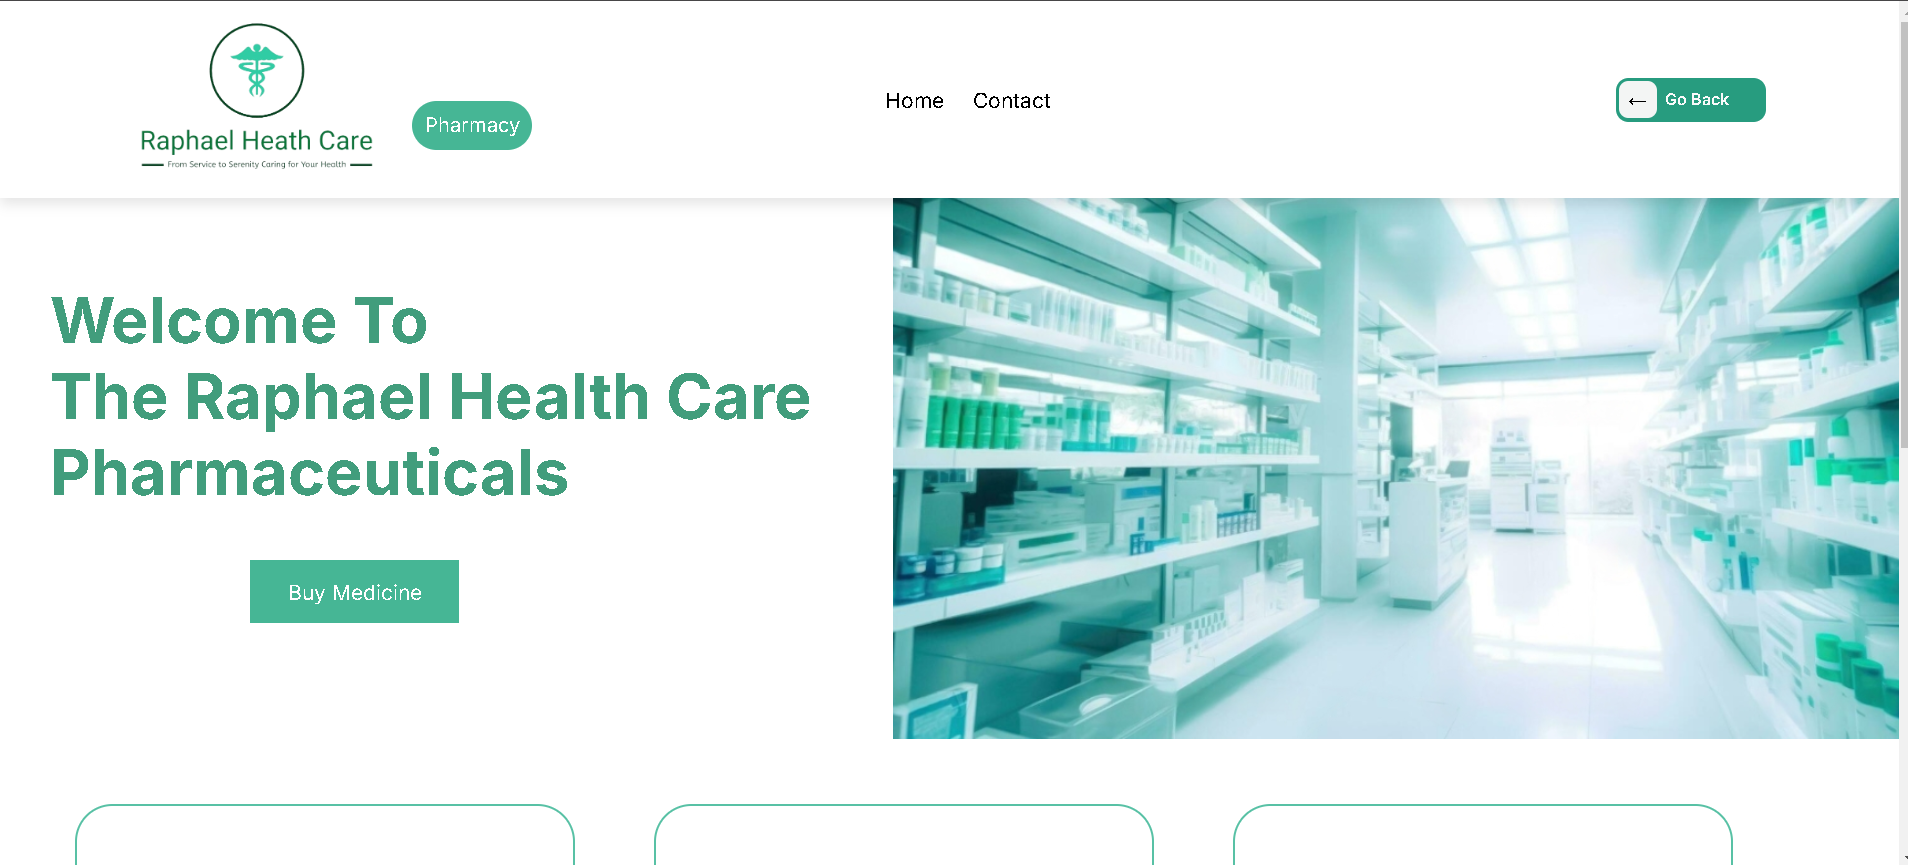 Raphael Heath Care
From Service to Serenity Caring for Your Health
Pharmacy
Home
Contact
← Go Back
Welcome To
The Raphael Health Care
Pharmaceuticals
Buy Medicine